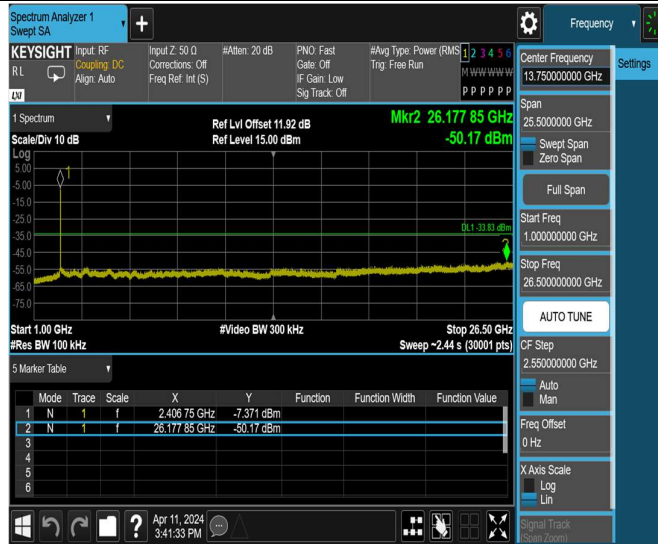 Spectrum Analyzer 1
Swept SA
Frequency
KEYSIGHT
RL
LXI
Input: RF
Coupling: DC
Align: Auto
Input Z: 50 Ω
Corrections: Off
Freq Ref: Int (S)
#Atten: 20 dB
PNO: Fast
Gate: Off
IF Gain: Low
Sig Track: Off
#Avg Type: Power (RMS
Trig: Free Run
1 2 3 4 5 6
M W W W W W
P P P P P P
Center Frequency
13.750000000 GHz
Settings
Span
25.5000000 GHz
Swept Span
Zero Span
Full Span
Start Freq
1.000000000 GHz
Stop Freq
26.500000000 GHz
AUTO TUNE
CF Step
2.550000000 GHz
Auto
Man
Freq Offset
0 Hz
X Axis Scale
Log
Lin
Signal Track
(Span Zoom)
1 Spectrum
Scale/Div 10 dB
Ref Lvl Offset 11.92 dB
Ref Level 15.00 dBm
Mkr2 26.177 85 GHz
-50.17 dBm
Log
5.00
-5.00
-15.0
-25.0
-35.0
-45.0
-55.0
-65.0
-75.0
1
DL1 -33.83 dBm
2
Start 1.00 GHz
#Res BW 100 kHz
#Video BW 300 kHz
Stop 26.50 GHz
Sweep ~2.44 s (30001 pts)
5 Marker Table
Mode Trace Scale X Y Function Function Width Function Value
1 N 1 f 2.406 75 GHz -7.371 dBm
2 N 1 f 26.177 85 GHz -50.17 dBm
3
4
5
6
?
Apr 11, 2024
3:41:33 PM